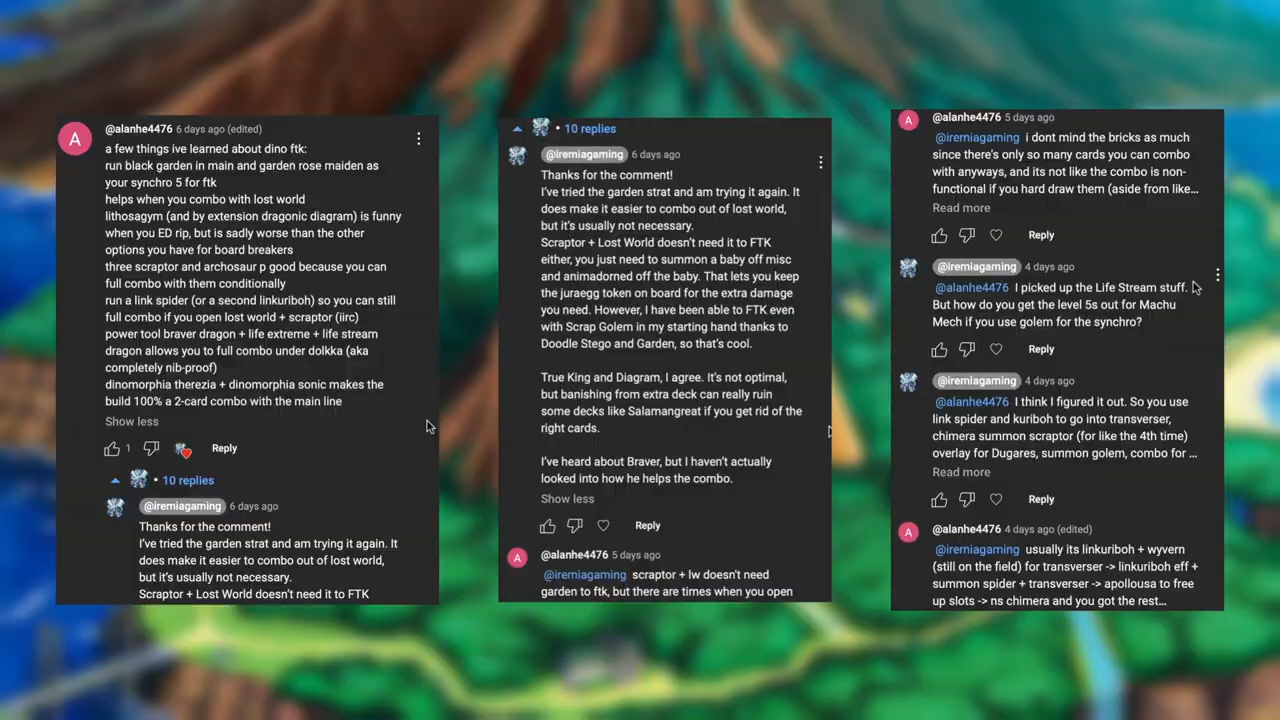 A
@alanhe4476 6 days ago (edited)
a few things ive learned about dino ftk:
run black garden in main and garden rose maiden as
your synchro 5 for ftk
helps when you combo with lost world
lithosagym (and by extension dragonic diagram) is funny
when you ED rip, but is sadly worse than the other
options you have for board breakers
three scraptor and archosaur p good because you can
full combo with them conditionally
run a link spider (or a second linkuriboh) so you can still
full combo if you open lost world + scraptor (iirc)
power tool braver dragon + life extreme + life stream
dragon allows you to full combo under dolkka (aka
completely nib-proof)
dinomorphia therezia + dinomorphia sonic makes the
build 100% a 2-card combo with the main line
Show less
1 Reply
• 10 replies
@iremiagaming 6 days ago
Thanks for the comment!
I've tried the garden strat and am trying it again. It
does make it easier to combo out of lost world,
but it's usually not necessary.
Scraptor + Lost World doesn't need it to FTK
• 10 replies
@iremiagaming 6 days ago
Thanks for the comment!
I've tried the garden strat and am trying it again. It
does make it easier to combo out of lost world,
but it's usually not necessary.
Scraptor + Lost World doesn't need it to FTK
either, you just need to summon a baby off misc
and animadorned off the baby. That lets you keep
the juraegg token on board for the extra damage
you need. However, I have been able to FTK even
with Scrap Golem in my starting hand thanks to
Doodle Stego and Garden, so that's cool.
True King and Diagram, I agree. It's not optimal,
but banishing from extra deck can really ruin
some decks like Salamangreat if you get rid of the
right cards.
I've heard about Braver, but I haven't actually
looked into how he helps the combo.
Show less
Reply
A
@alanhe4476 5 days ago
@iremiagaming scraptor + lw doesn't need
garden to ftk, but there are times when you open
A
@alanhe4476 5 days ago
@iremiagaming i dont mind the bricks as much
since there's only so many cards you can combo
with anyways, and its not like the combo is non-
functional if you hard draw them (aside from like...
Read more
Reply
@iremiagaming 4 days ago
@alanhe4476 I picked up the Life Stream stuff.
But how do you get the level 5s out for Machu
Mech if you use golem for the synchro?
Reply
@iremiagaming 4 days ago
@alanhe4476 I think I figured it out. So you use
link spider and kuriboh to go into transverser,
chimera summon scraptor (for like the 4th time)
overlay for Dugares, summon golem, combo for ...
Read more
Reply
A
@alanhe4476 4 days ago (edited)
@iremiagaming usually its linkuriboh + wyvern
(still on the field) for transverser -> linkuriboh eff +
summon spider + transverser -> apollousa to free
up slots -> ns chimera and you got the rest...